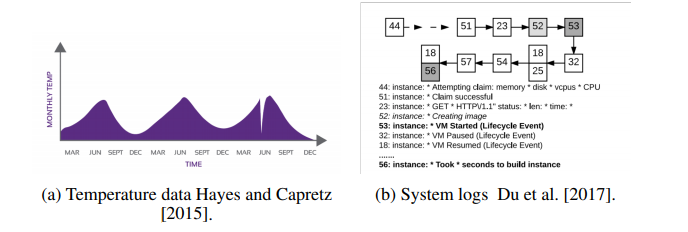 MONTHLY TEMP
MAR JUN SEPT DEC MAR JUN SEPT DEC MAR JUN SEPT DEC
TIME
(a) Temperature data Hayes and Capretz
[2015].
44 51 23 52 53
18 18
56 57 54 25 32
44: instance: * Attempting claim: memory * disk * vcpus * CPU
51: instance: * Claim successful
23: instance: * GET * HTTP\/1.1" status: * len: * time: *
52: instance: * Creating image
53: instance: * VM Started (Lifecycle Event)
32: instance: * VM Paused (Lifecycle Event)
18: instance: * VM Resumed (Lifecycle Event)
.......
56: instance: * Took * seconds to build instance
(b) System logs Du et al. [2017].